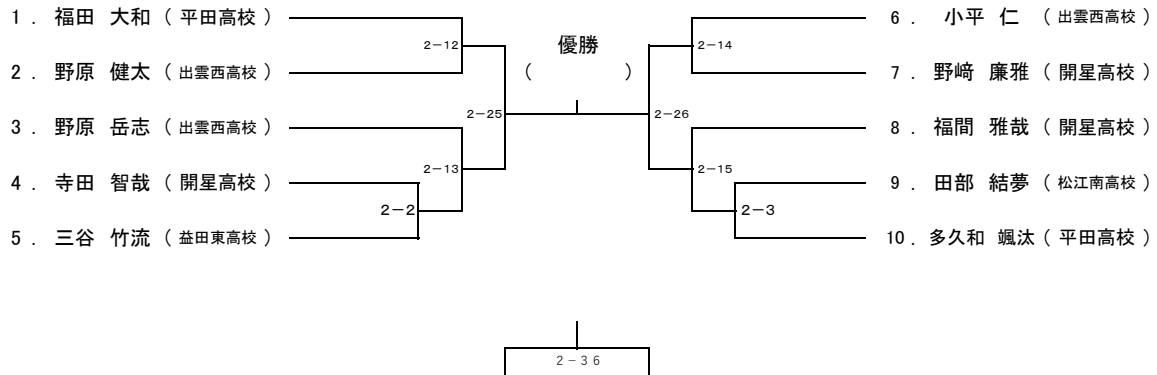 1． 福田 大和 （ 平田高校 ）
2－12
2． 野原 健太 （ 出雲西高校 ）
2－25
3． 野原 岳志 （ 出雲西高校 ）
2－13
4． 寺田 智哉 （ 開星高校 ）
2－2
5． 三谷 竹流 （ 益田東高校 ）
優勝
（ ）
6． 小平 仁 （ 出雲西高校 ）
2－14
7． 野﨑 廉雅 （ 開星高校 ）
2－26
8． 福間 雅哉 （ 開星高校 ）
2－15
9． 田部 結夢 （ 松江南高校 ）
2－3
10． 多久和 颯汰 （ 平田高校 ）
2－36